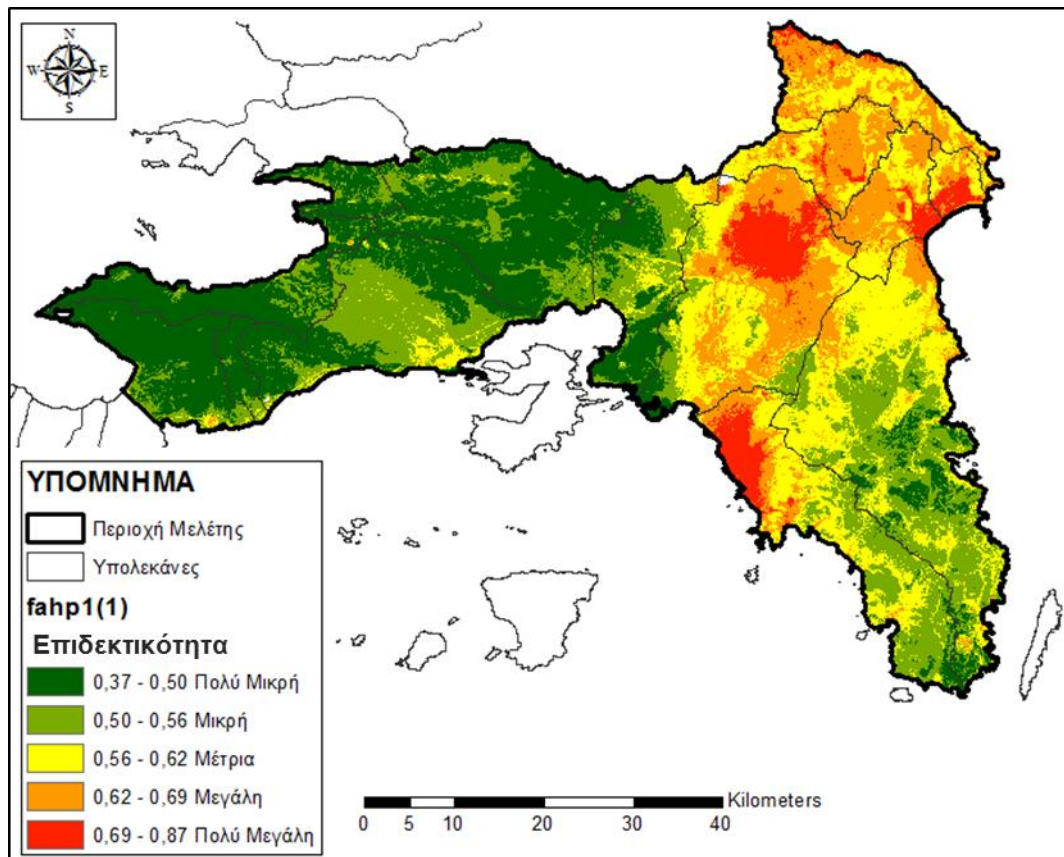 N
W E
S
ΥΠΟΜΝΗΜΑ
Περιοχή Μελέτης
Υπολεκάνες
fahp1(1)
Επιδεκτικότητα
0,37 - 0,50 Πολύ Μικρή
0,50 - 0,56 Μικρή
0,56 - 0,62 Μέτρια
0,62 - 0,69 Μεγάλη
0,69 - 0,87 Πολύ Μεγάλη
Kilometers
0 5 10 20 30 40